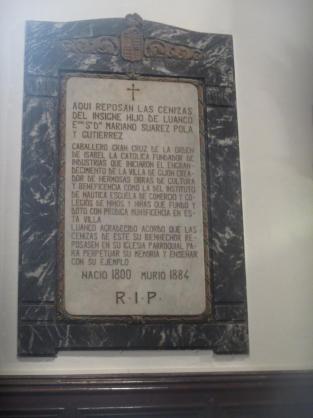 AQUI REPOSAN LAS CENIZAS
DEL INSIGNE HIJO DE LUANCO
Emo Sr Dn MARIANO SUAREZ POLA
Y GUTIERREZ
CABALLERO GRAN CRUZ DE LA ORDEN
DE ISABEL LA CATOLICA FUNDADOR DE
INDUSTRIAS QUE INICIARON EL ENGRAN-
DECIMENTO DE LA VILLA DE GIJON CREA-
DOR DE HERMOSAS OBRAS DE CULTURA
Y BENEFICENCIA COMO LA DEL INSTITUTO
DE NAUTICA ESCUELA DE COMERCIO Y CO-
LEGIOS DE NIÑOS Y NIÑAS QUE FUNDO Y
DOTO CON PRODIGA MUNIFICENCIA EN ES-
TA VILLA
LUANCO AGRADECIDO ACORDO QUE LAS
CENIZAS DE ESTE SU BIENHECHOR RE-
POSASEN EN SU IGLESIA PARROQUIAL PA-
RA PERPETUAR SU MEMORIA Y ENSEÑAR
CON SU EJEMPLO
NACIO 1800 MURIO 1884
R.I.P.